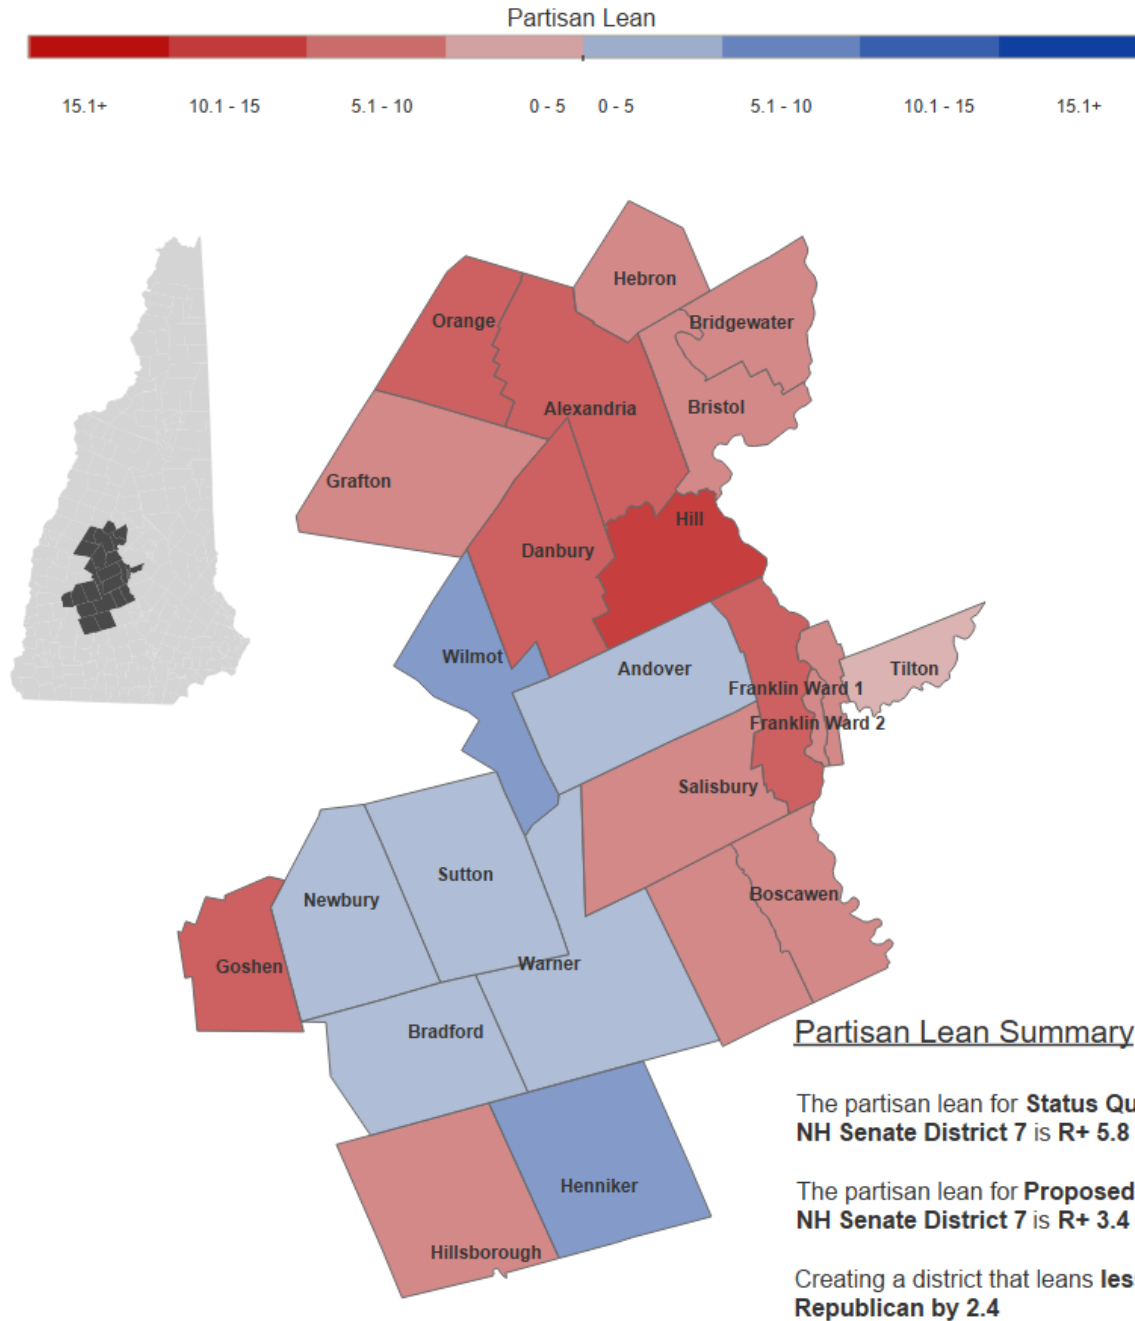 Partisan Lean
15.1+ 10.1 - 15 5.1 - 10 0 - 5 0 - 5 5.1 - 10 10.1 - 15 15.1+
Hebron
Orange
Bridgewater
Alexandria
Bristol
Grafton
Hill
Danbury
Wilmot
Andover
Tilton
Franklin Ward 1
Franklin Ward 2
Salisbury
Sutton
Newbury
Boscawen
Goshen
Warner
Bradford
Henniker
Hillsborough
Partisan Lean Summary
The partisan lean for Status Qu
NH Senate District 7 is R+ 5.8
The partisan lean for Proposed
NH Senate District 7 is R+ 3.4
Creating a district that leans les
Republican by 2.4